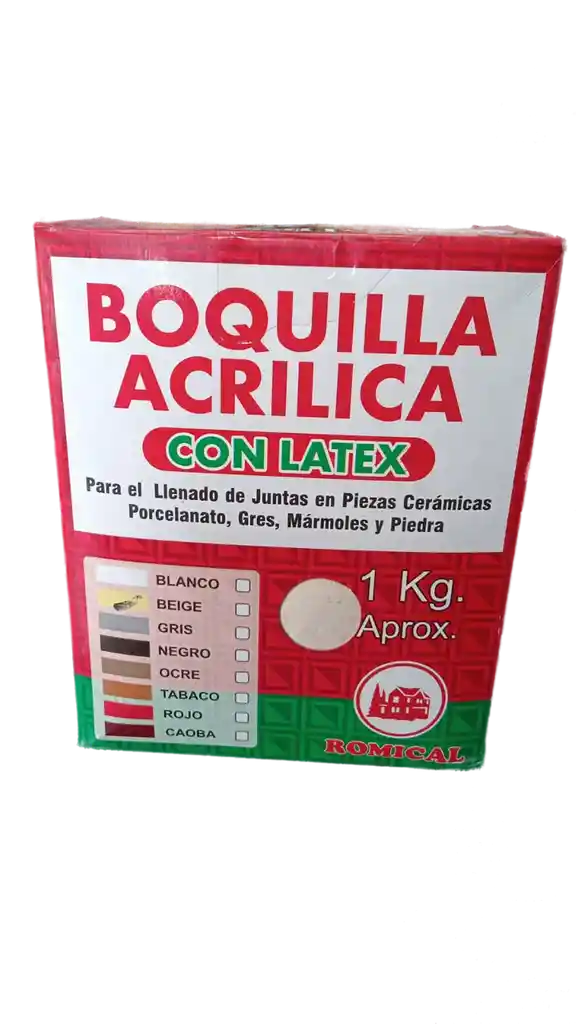 BOQUILLA
ACRILICA
CON LATEX
Para el Llenado de Juntas en Piezas Cerámicas
Porcelanato, Gres, Mármoles y Piedra
BLANCO
BEIGE
GRIS
NEGRO
OCRE
TABACO
ROJO
CAOBA
1 Kg.
Aprox.
ROMICAL